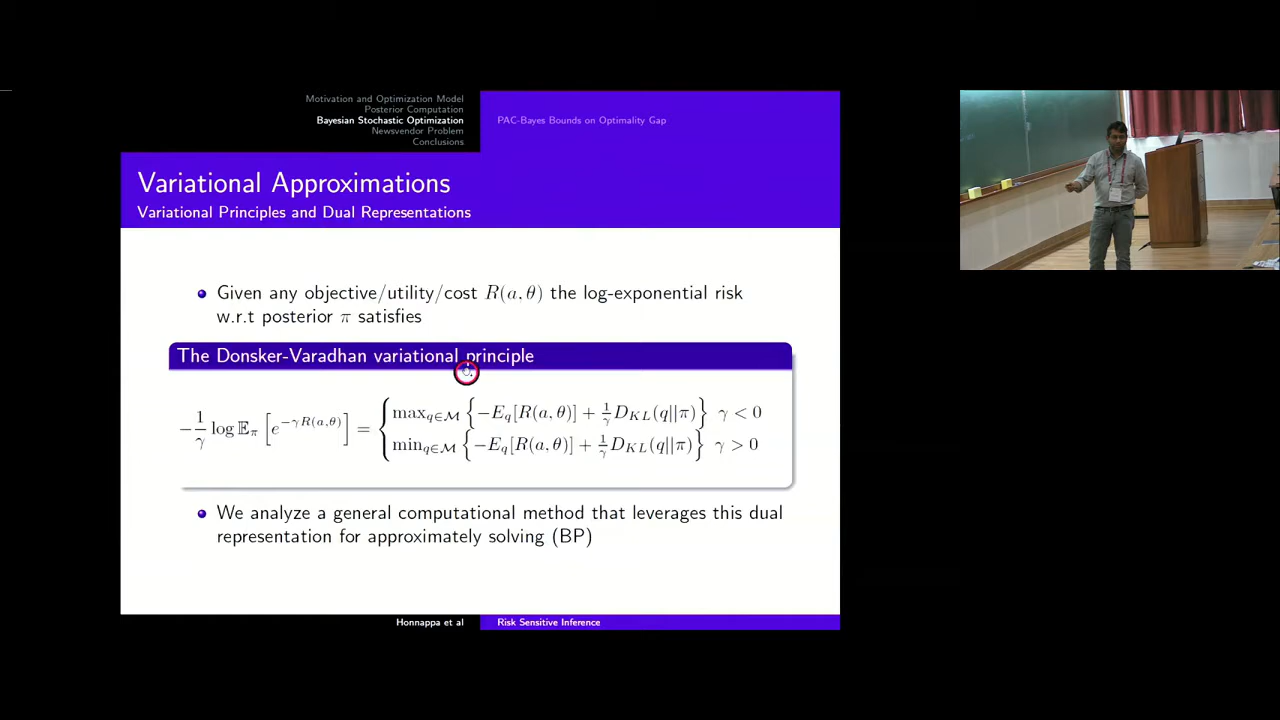 Motivation and Optimization Model
Posterior Computation
Bayesian Stochastic Optimization
Newsvendor Problem
Conclusions
PAC-Bayes Bounds on Optimality Gap
Variational Approximations
Variational Principles and Dual Representations
Given any objective/utility/cost R(a, θ) the log-exponential risk
w.r.t posterior π satisfies
The Donsker-Varadhan variational principle
−1/γ log 𝔼_π [e^{−γR(a,θ)}] = { max_{q∈ℳ} {−E_q[R(a, θ)] + 1/γ D_{KL}(q||π)} γ < 0
min_{q∈ℳ} {−E_q[R(a, θ)] + 1/γ D_{KL}(q||π)} γ > 0
We analyze a general computational method that leverages this dual
representation for approximately solving (BP)
Honnappa et al
Risk Sensitive Inference